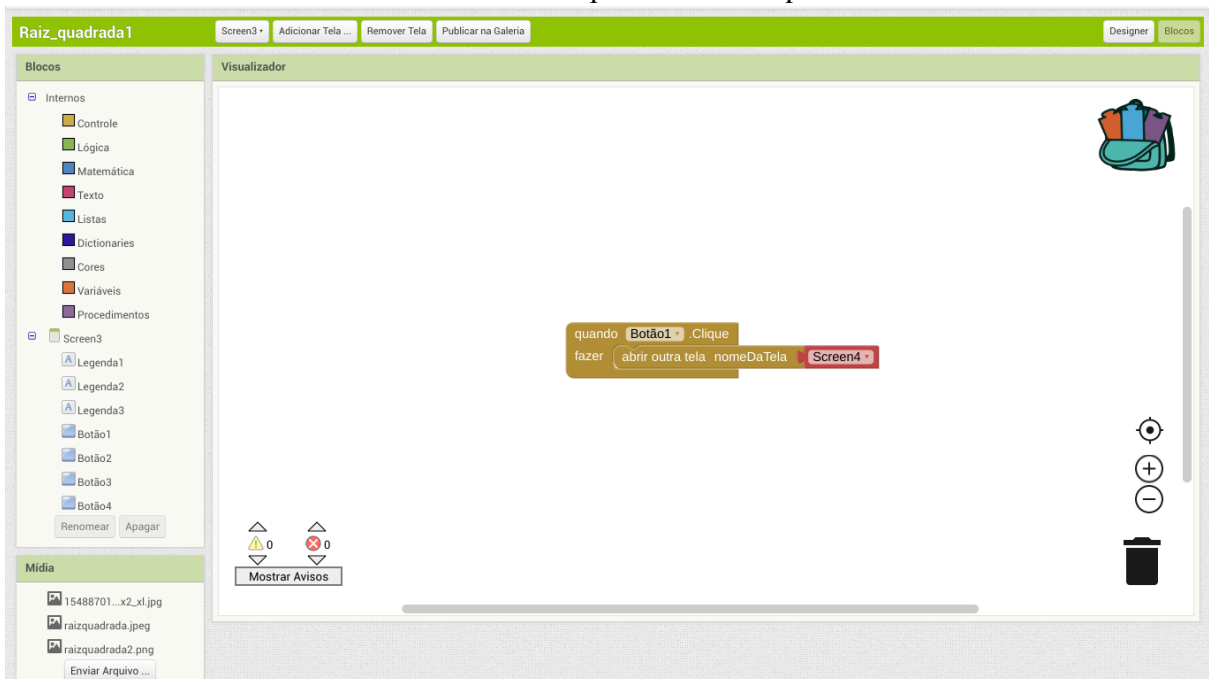 Raiz_quadrada1
Screen3 Adicionar Tela ... Remover Tela Publicar na Galeria
Designer Blocos
Blocos
Internos
Controle
Lógica
Matemática
Texto
Listas
Dictionaries
Cores
Variáveis
Procedimentos
Screen3
A Legenda1
A Legenda2
A Legenda3
Botão1
Botão2
Botão3
Botão4
Renomear Apagar
Mídia
15488701...x2_xl.jpg
raizquadrada.jpeg
raizquadrada2.png
Enviar Arquivo ...
Visualizador
quando Botão1 .Clique
fazer abrir outra tela nomeDaTela Screen4
0 0
Mostrar Avisos